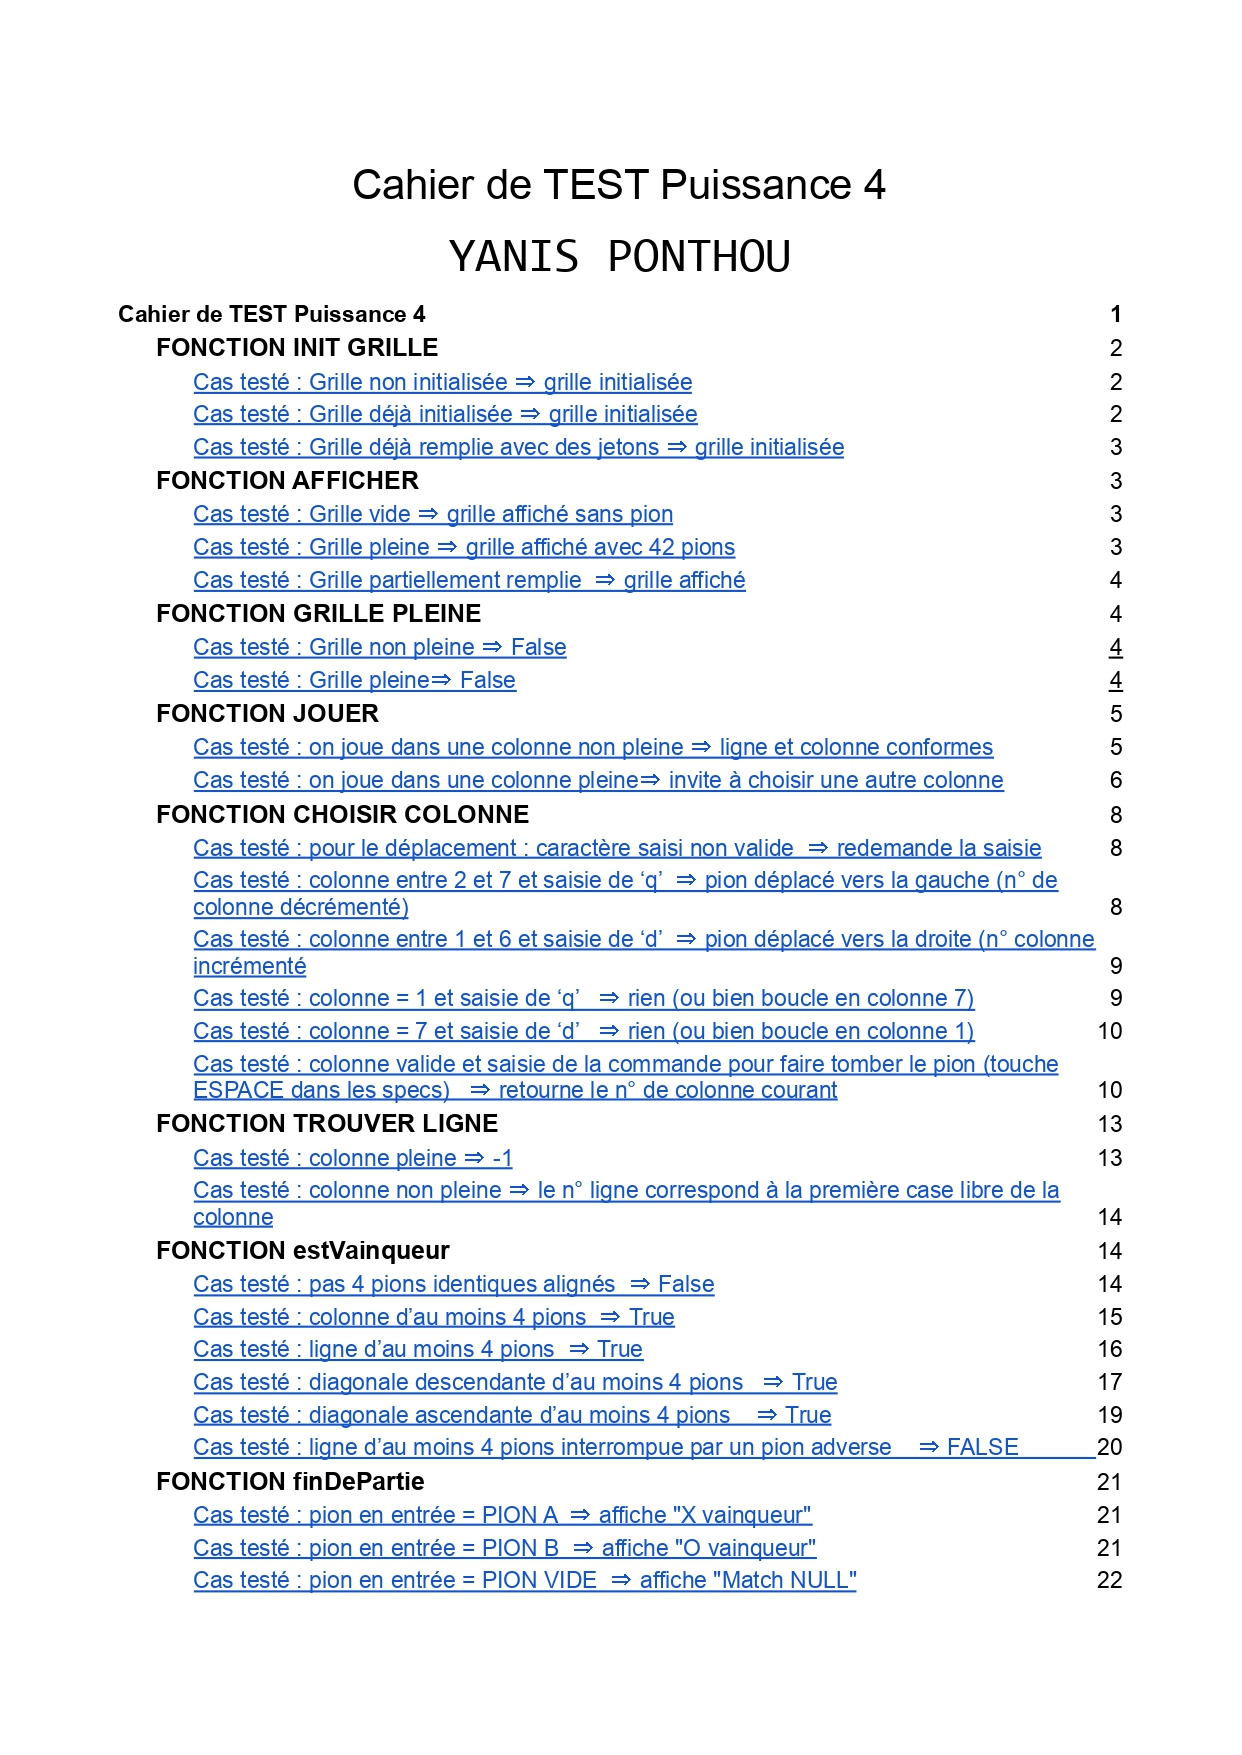 Cahier de TEST Puissance 4
YANIS PONTHOU
Cahier de TEST Puissance 4 1
FONCTION INIT GRILLE 2
Cas testé : Grille non initialisée ⇒ grille initialisée 2
Cas testé : Grille déjà initialisée ⇒ grille initialisée 2
Cas testé : Grille déjà remplie avec des jetons ⇒ grille initialisée 3
FONCTION AFFICHER 3
Cas testé : Grille vide ⇒ grille affiché sans pion 3
Cas testé : Grille pleine ⇒ grille affiché avec 42 pions 3
Cas testé : Grille partiellement remplie ⇒ grille affiché 4
FONCTION GRILLE PLEINE 4
Cas testé : Grille non pleine ⇒ False 4
Cas testé : Grille pleine⇒ False 4
FONCTION JOUER 5
Cas testé : on joue dans une colonne non pleine ⇒ ligne et colonne conformes 5
Cas testé : on joue dans une colonne pleine⇒ invite à choisir une autre colonne 6
FONCTION CHOISIR COLONNE 8
Cas testé : pour le déplacement : caractère saisi non valide ⇒ redemande la saisie 8
Cas testé : colonne entre 2 et 7 et saisie de ‘q’ ⇒ pion déplacé vers la gauche (n° de
colonne décrémenté) 8
Cas testé : colonne entre 1 et 6 et saisie de ‘d’ ⇒ pion déplacé vers la droite (n° colonne
incrémenté 9
Cas testé : colonne = 1 et saisie de ‘q’ ⇒ rien (ou bien boucle en colonne 7) 9
Cas testé : colonne = 7 et saisie de ‘d’ ⇒ rien (ou bien boucle en colonne 1) 10
Cas testé : colonne valide et saisie de la commande pour faire tomber le pion (touche
ESPACE dans les specs) ⇒ retourne le n° de colonne courant 10
FONCTION TROUVER LIGNE 13
Cas testé : colonne pleine ⇒ -1 13
Cas testé : colonne non pleine ⇒ le n° ligne correspond à la première case libre de la
colonne 14
FONCTION estVainqueur 14
Cas testé : pas 4 pions identiques alignés ⇒ False 14
Cas testé : colonne d’au moins 4 pions ⇒ True 15
Cas testé : ligne d’au moins 4 pions ⇒ True 16
Cas testé : diagonale descendante d’au moins 4 pions ⇒ True 17
Cas testé : diagonale ascendante d’au moins 4 pions ⇒ True 19
Cas testé : ligne d’au moins 4 pions interrompue par un pion adverse ⇒ FALSE 20
FONCTION finDePartie 21
Cas testé : pion en entrée = PION A ⇒ affiche "X vainqueur" 21
Cas testé : pion en entrée = PION B ⇒ affiche "O vainqueur" 21
Cas testé : pion en entrée = PION VIDE ⇒ affiche "Match NULL" 22